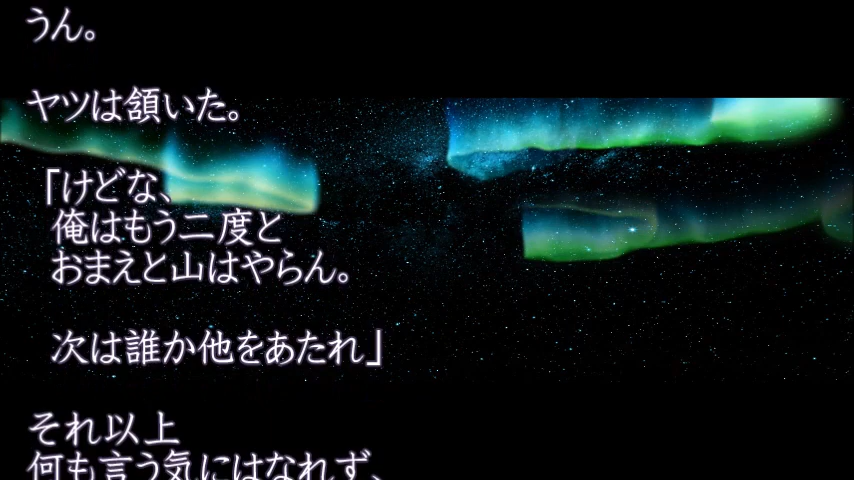 うん。
ヤツは頷いた。
「けどな、
俺はもう二度と
おまえと山はやらん。
次は誰か他をあたれ」
それ以上
何も言う気にはなれず、